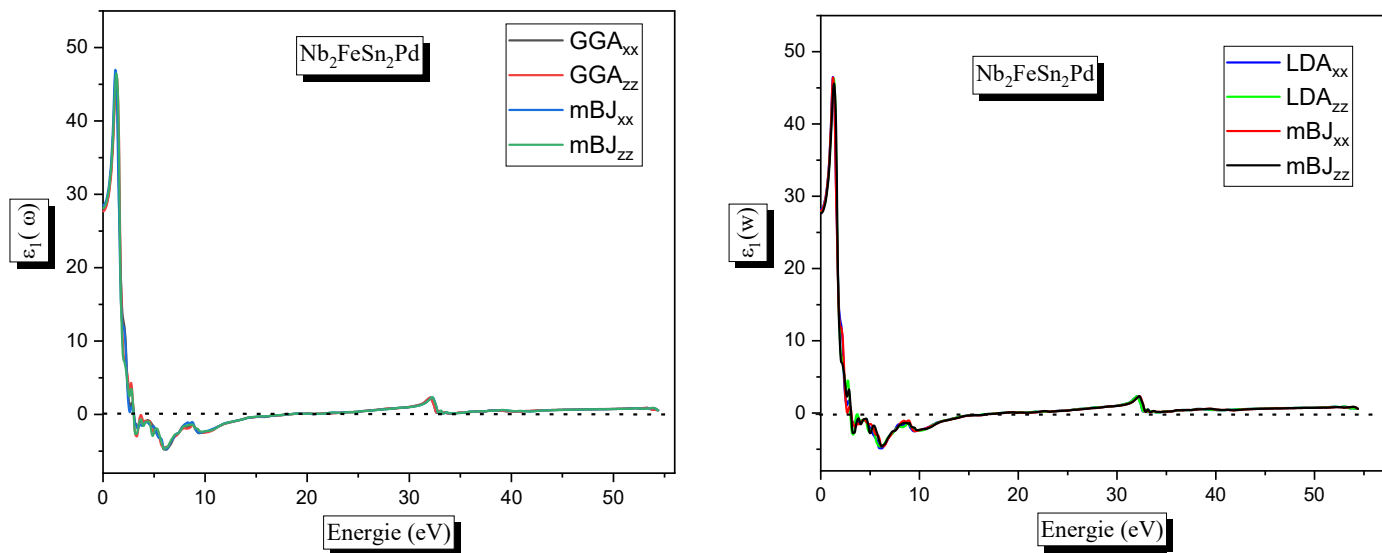 Nb₂FeSn₂Pd
GGAxx
GGAzz
mBJxx
mBJzz
ε₁( ω)
50
40
30
20
10
0
0 10 20 30 40 50
Energie (eV)
Nb₂FeSn₂Pd
LDAxx
LDAzz
mBJxx
mBJzz
ε₁(w)
50
40
30
20
10
0
0 10 20 30 40 50
Energie (eV)